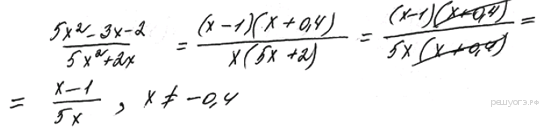 (5x² - 3x - 2)/(5x² + 2x) = ((x-1)(x+0,4))/(x(5x+2)) = ((x-1)(x+0,4))/(5x(x+0,4)) =
= (x-1)/(5x), x ≠ -0,4
РЕШУОГЭ.РФ